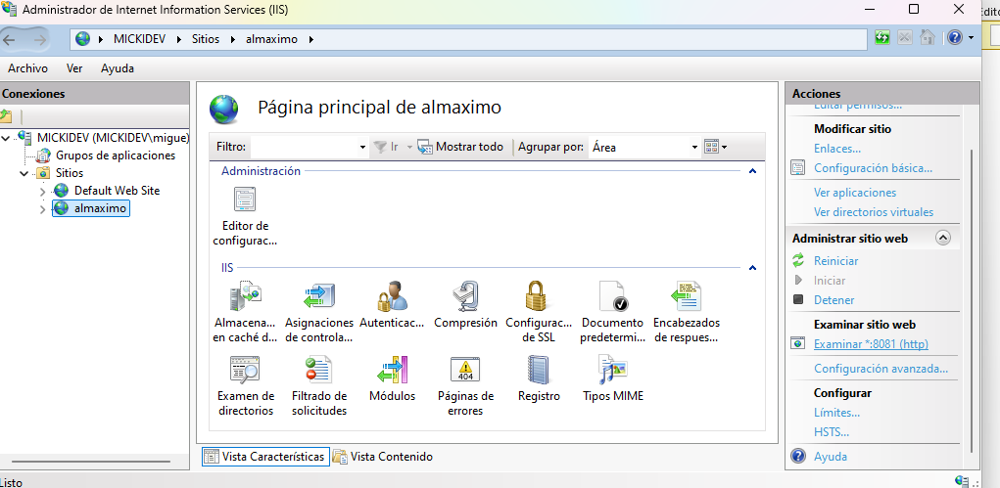 Administrador de Internet Information Services (IIS)
MICKIDEV
Sitios
almaximo
Archivo
Ver
Ayuda
Conexiones
MICKIDEV (MICKIDEV\migue)
Grupos de aplicaciones
Sitios
Default Web Site
almaximo
Página principal de almaximo
Filtro:
Ir
Mostrar todo
Agrupar por:
Área
Administración
Editor de
configurac...
IIS
Almacena...
en caché d...
Asignaciones
de controla...
Autenticac...
Compresión
Configurac...
de SSL
Documento
predetermi...
Encabezados
de respues...
Examen de
directorios
Filtrado de
solicitudes
Módulos
404
Páginas de
errores
Registro
Tipos MIME
Vista Características
Vista Contenido
Acciones
Editar permisos...
Modificar sitio
Enlaces...
Configuración básica...
Ver aplicaciones
Ver directorios virtuales
Administrar sitio web
Reiniciar
Iniciar
Detener
Examinar sitio web
Examinar *:8081 (http)
Configuración avanzada...
Configurar
Límites...
HSTS...
Ayuda
Listo